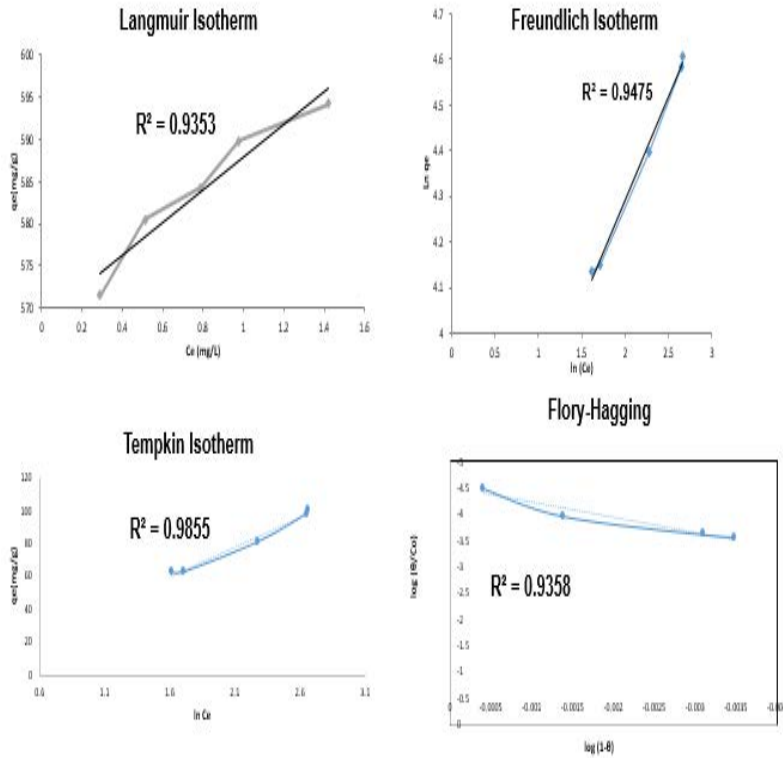 Langmuir Isotherm
600
595
590
585
580
575
570
qe(mg/g)
R² = 0.9353
0 0.2 0.4 0.6 0.8 1 1.2 1.4 1.6
Ce (mg/L)
Freundlich Isotherm
4.7
4.6
4.5
4.4
4.3
4.2
4.1
4
Ln qe
R² = 0.9475
0 0.5 1 1.5 2 2.5 3
ln (Ce)
Tempkin Isotherm
120
100
80
60
40
20
0
qe(mg/g)
R² = 0.9855
0.6 1.1 1.6 2.1 2.6 3.1
ln Ce
Flory-Hagging
-5
-4.5
-4
-3.5
-3
-2.5
-2
-1.5
-1
-0.5
0
log (θ/Co)
R² = 0.9358
0 -0.0005 -0.001 -0.0015 -0.002 -0.0025 -0.003 -0.0035
log (1-θ)